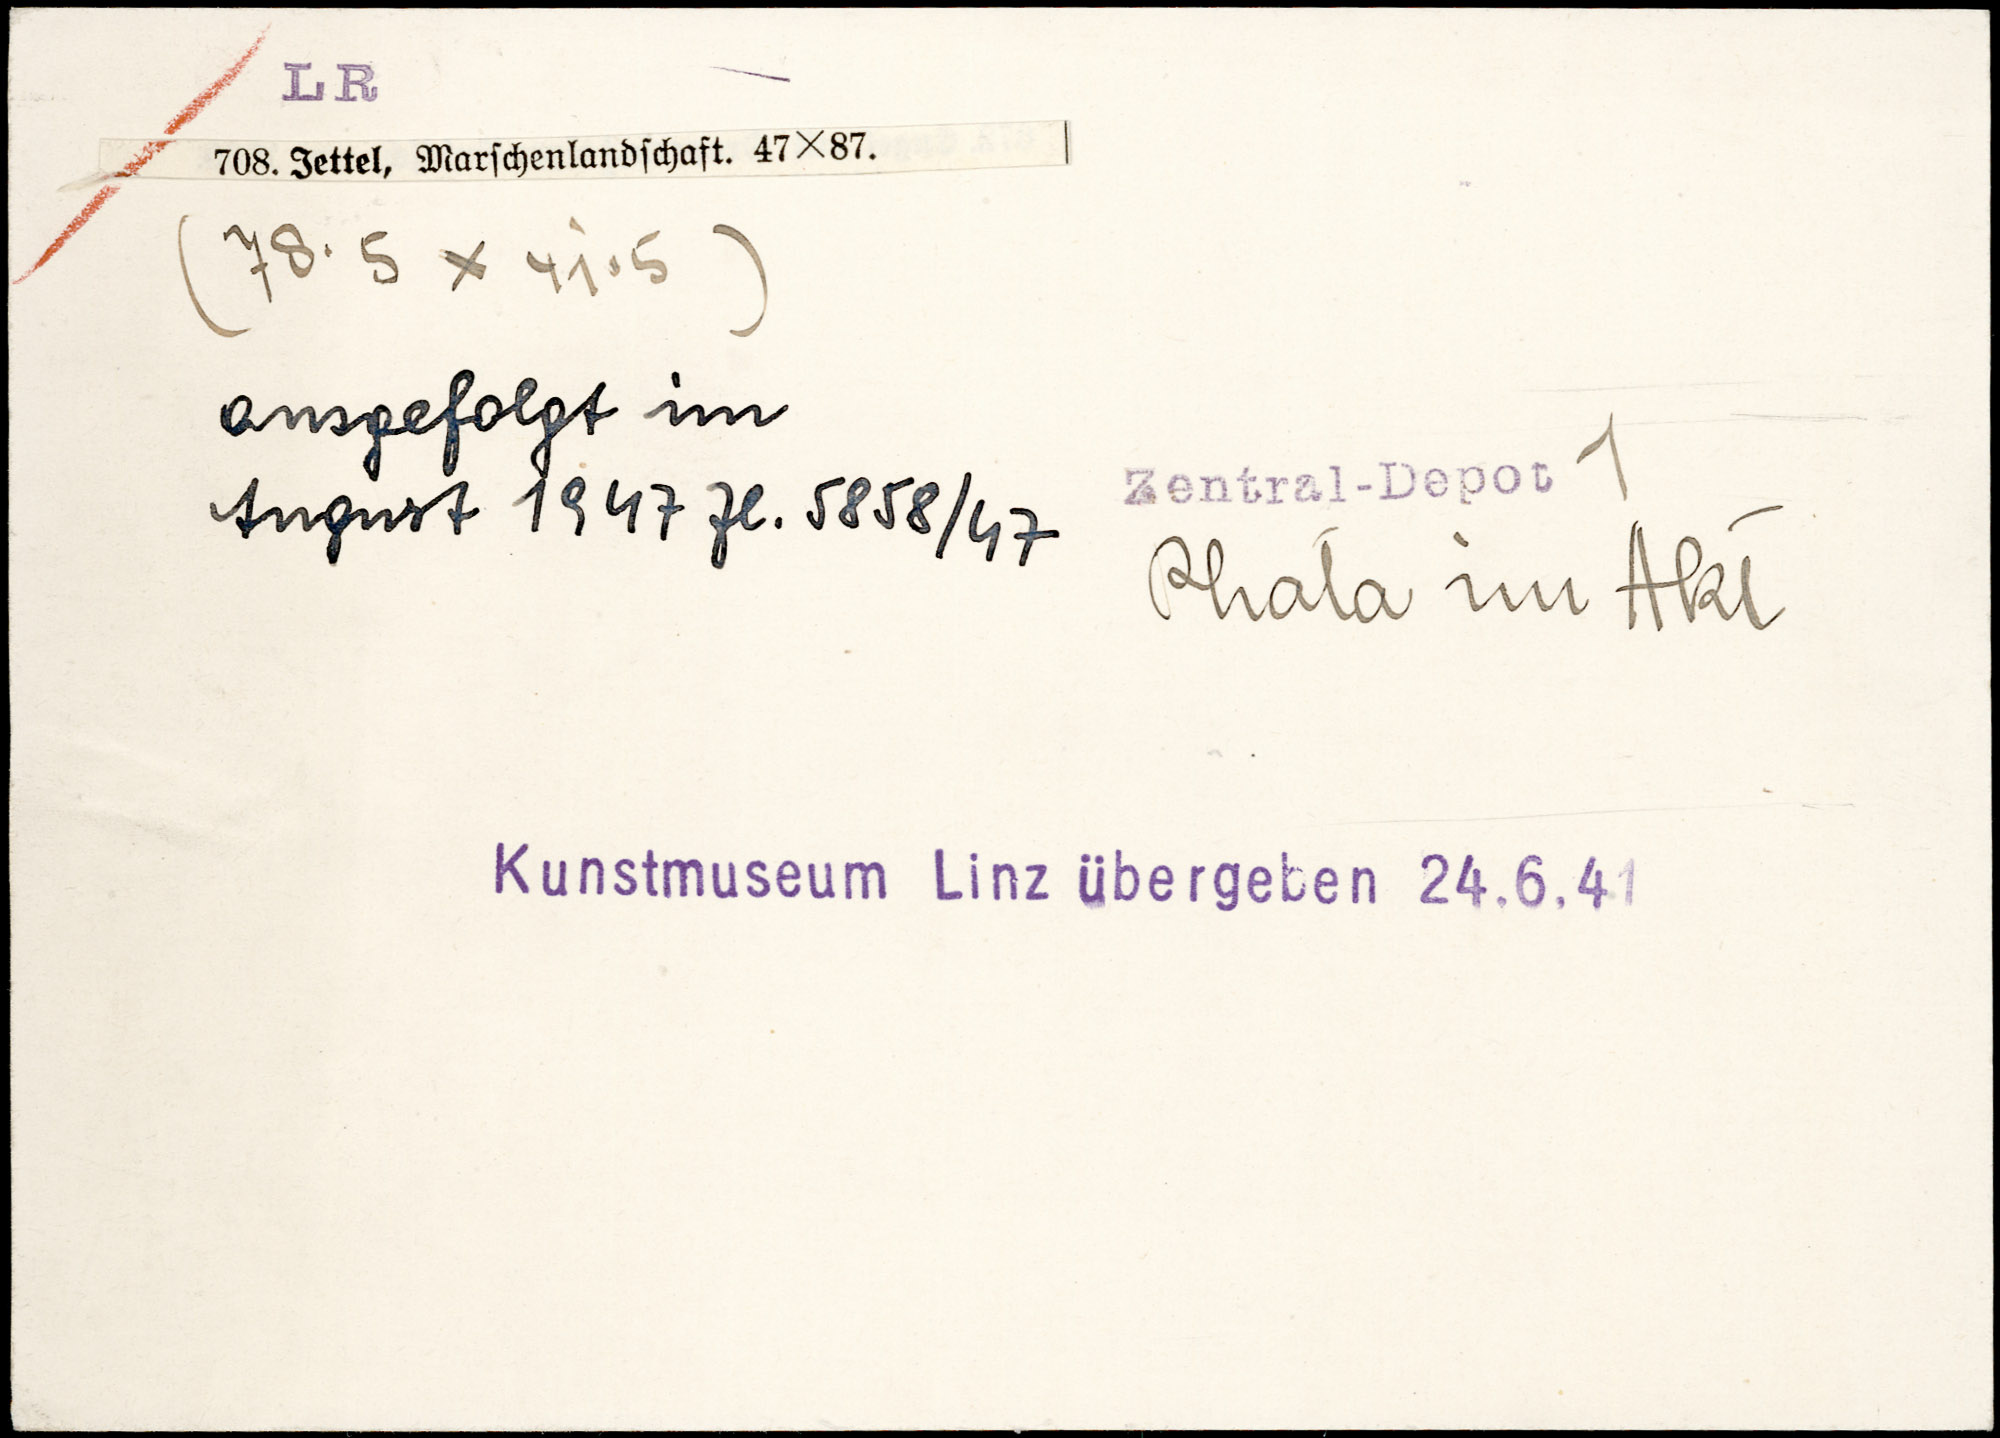 LR
708. Jettel, Marschenlandschaft. 47×87.
(78·5 x 41·5)
ausgefolgt im
August 1947 Zl. 5858/47
Zentral-Depot 1
Photo im Akt
Kunstmuseum Linz übergeben 24.6.41